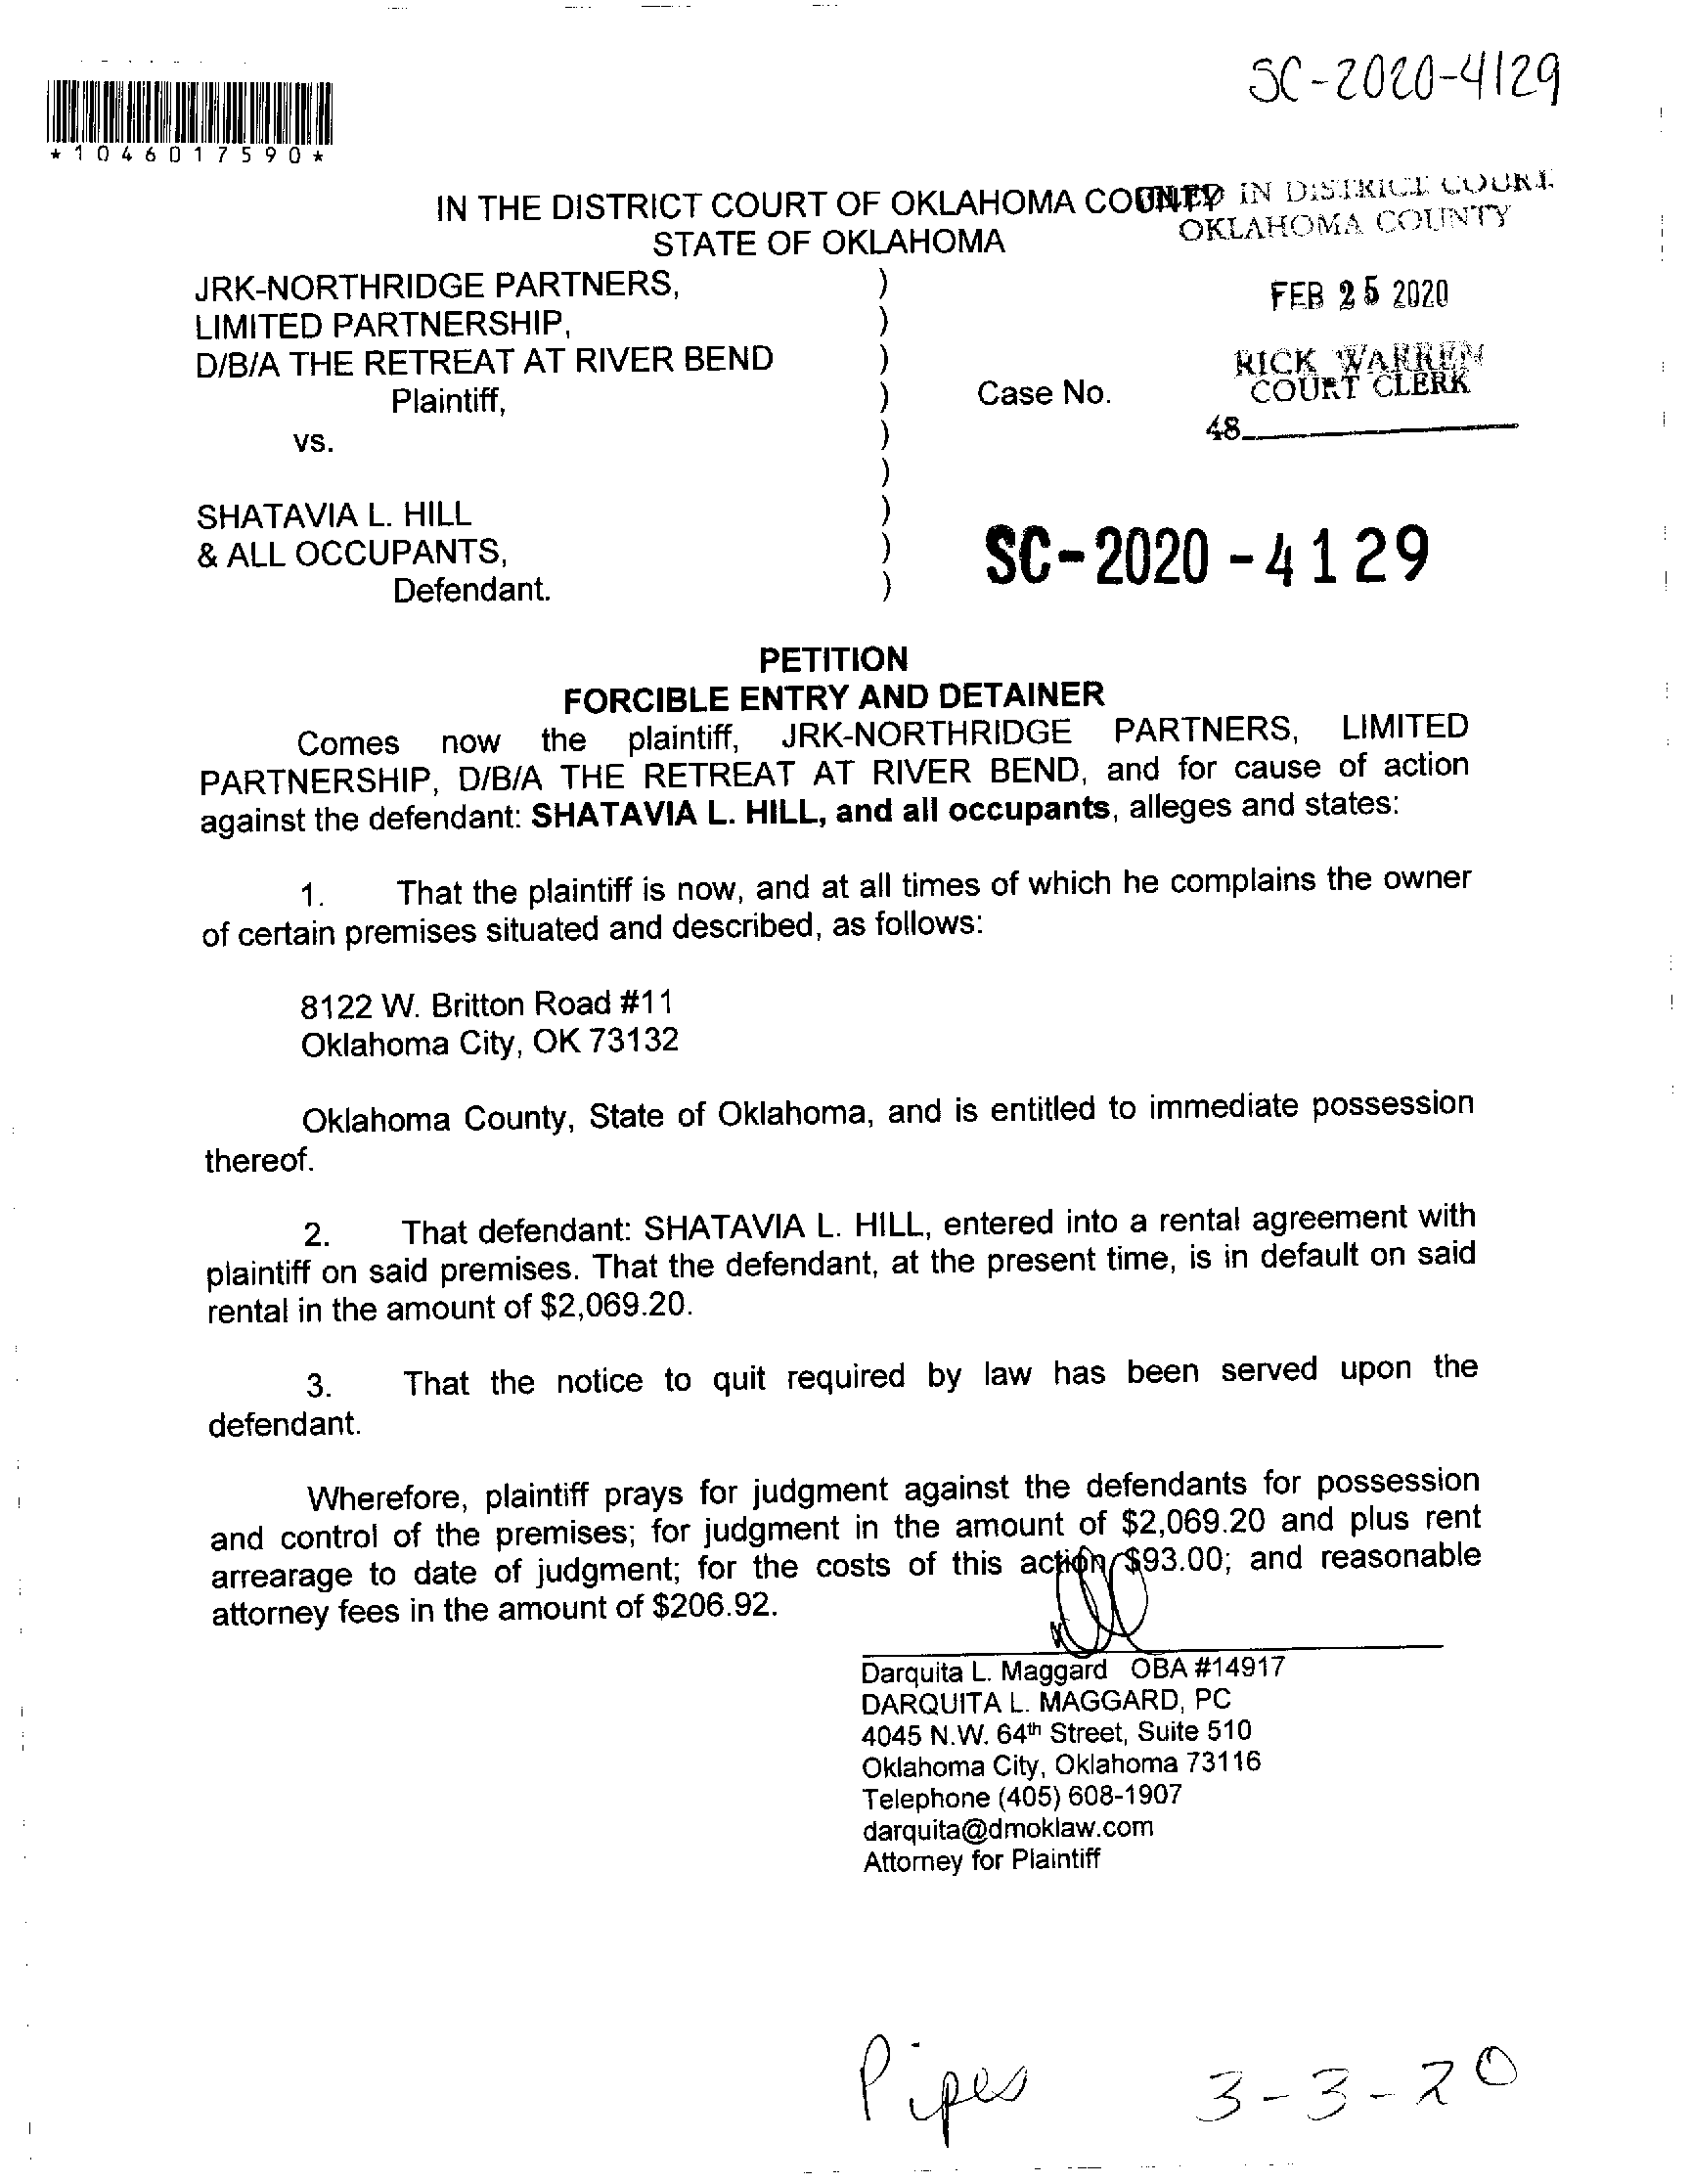 SC-2020-4129
*1046017590*
IN THE DISTRICT COURT OF OKLAHOMA COUNTY
IN DISTRICT COURT
STATE OF OKLAHOMA
OKLAHOMA COUNTY
JRK-NORTHRIDGE PARTNERS, )
LIMITED PARTNERSHIP, )
FEB 25 2020
D/B/A THE RETREAT AT RIVER BEND )
RICK WARREN
COURT CLERK
Plaintiff, ) Case No.
48
vs. )
)
SHATAVIA L. HILL )
& ALL OCCUPANTS, ) SC-2020-4129
Defendant. )
PETITION
FORCIBLE ENTRY AND DETAINER
Comes now the plaintiff, JRK-NORTHRIDGE PARTNERS, LIMITED
PARTNERSHIP, D/B/A THE RETREAT AT RIVER BEND, and for cause of action
against the defendant: SHATAVIA L. HILL, and all occupants, alleges and states:
1. That the plaintiff is now, and at all times of which he complains the owner
of certain premises situated and described, as follows:
8122 W. Britton Road #11
Oklahoma City, OK 73132
Oklahoma County, State of Oklahoma, and is entitled to immediate possession
thereof.
2. That defendant: SHATAVIA L. HILL, entered into a rental agreement with
plaintiff on said premises. That the defendant, at the present time, is in default on said
rental in the amount of $2,069.20.
3. That the notice to quit required by law has been served upon the
defendant.
Wherefore, plaintiff prays for judgment against the defendants for possession
and control of the premises; for judgment in the amount of $2,069.20 and plus rent
arrearage to date of judgment; for the costs of this action $93.00; and reasonable
attorney fees in the amount of $206.92.
Darquita L. Maggard OBA #14917
DARQUITA L. MAGGARD, PC
4045 N.W. 64th Street, Suite 510
Oklahoma City, Oklahoma 73116
Telephone (405) 608-1907
darquita@dmoklaw.com
Attorney for Plaintiff
Pipes 3-3-20